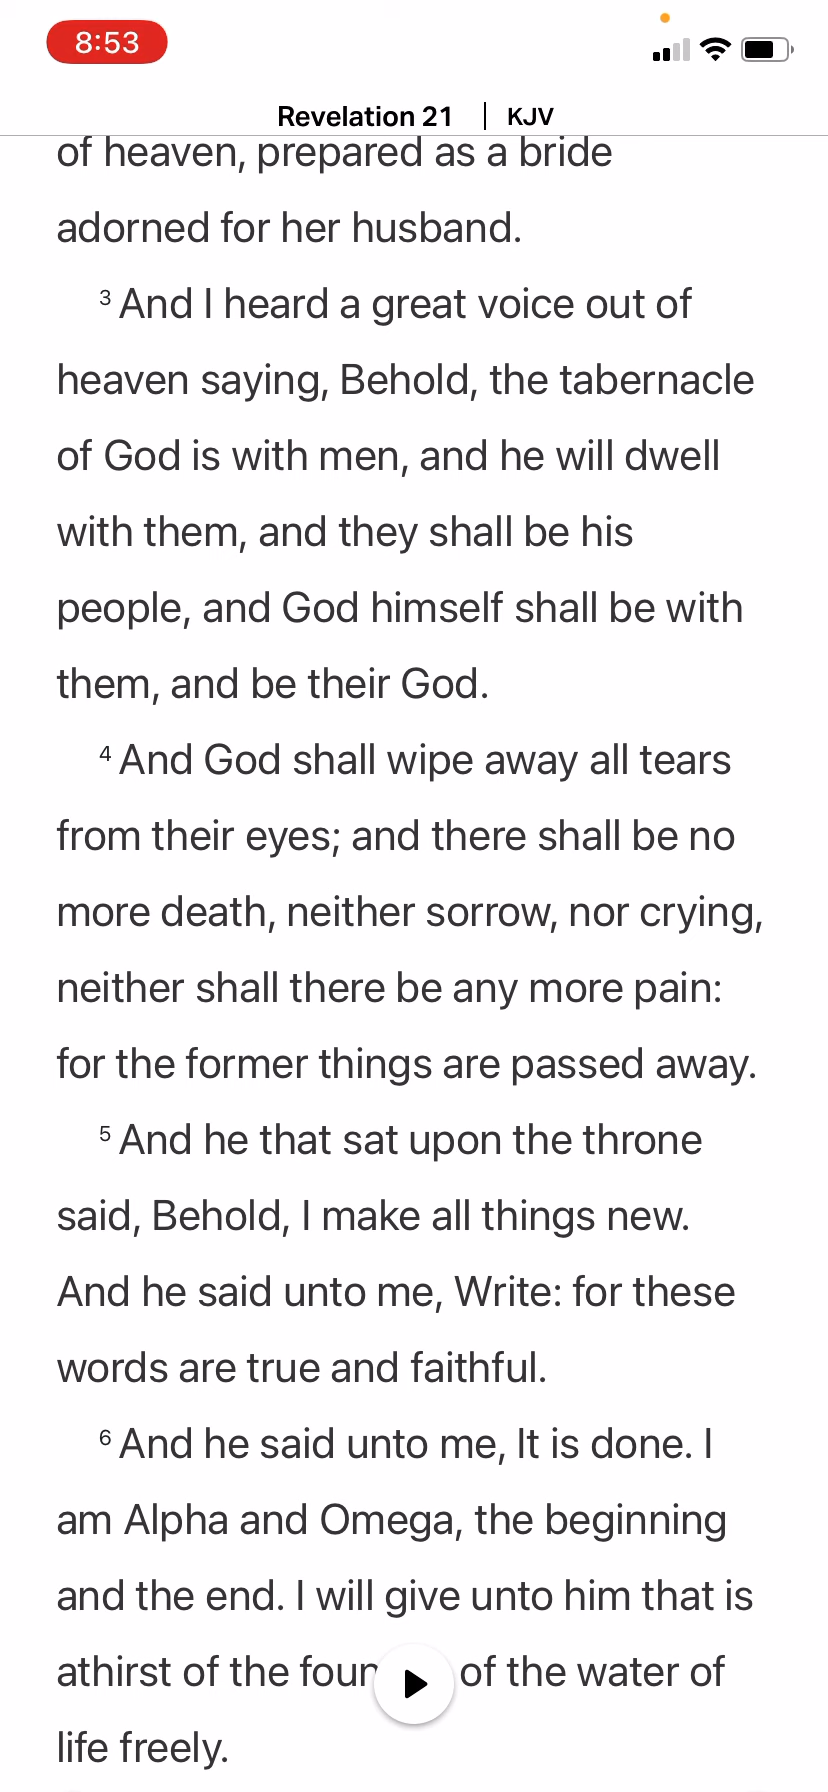 8:53
Revelation 21 | KJV
of heaven, prepared as a bride
adorned for her husband.
3 And I heard a great voice out of
heaven saying, Behold, the tabernacle
of God is with men, and he will dwell
with them, and they shall be his
people, and God himself shall be with
them, and be their God.
4 And God shall wipe away all tears
from their eyes; and there shall be no
more death, neither sorrow, nor crying,
neither shall there be any more pain:
for the former things are passed away.
5 And he that sat upon the throne
said, Behold, I make all things new.
And he said unto me, Write: for these
words are true and faithful.
6 And he said unto me, It is done. I
am Alpha and Omega, the beginning
and the end. I will give unto him that is
athirst of the of the water of
life freely.